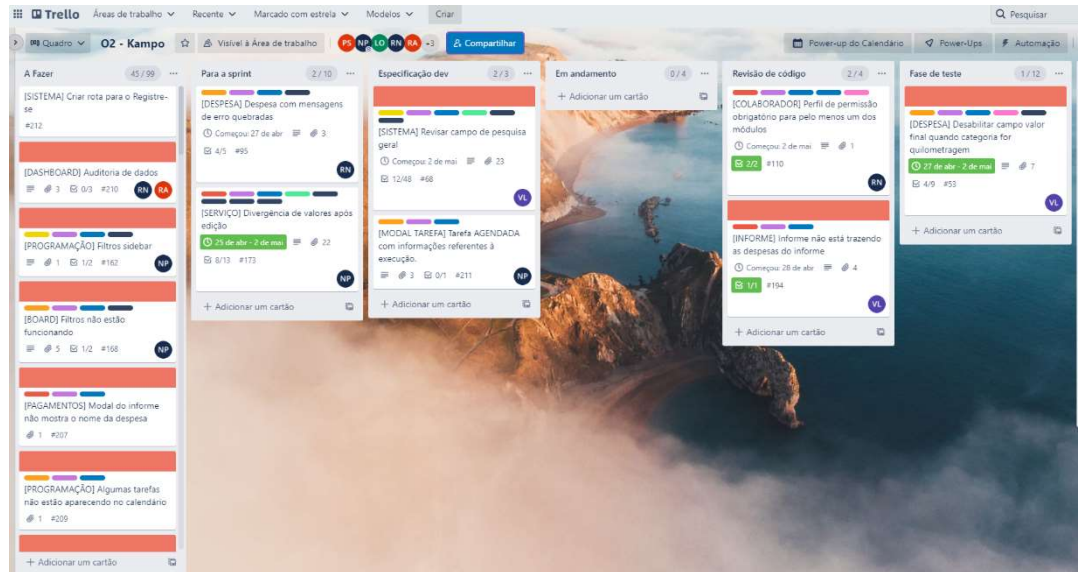 Trello
Áreas de trabalho
Recente
Marcado com estrela
Modelos
Criar
Pesquisar
Quadro
O2 - Kampo
Visível à Área de trabalho
PS
NP
LO
RN
RA
+3
Compartilhar
Power-up do Calendário
Power-Ups
Automação
A Fazer
45 / 99
[SISTEMA] Criar rota para o Registre-
se
#212
[DASHBOARD] Auditoria de dados
3 0/3 #210 RN RA
[PROGRAMAÇÃO] Filtros sidebar
1 1/2 #162 NP
[BOARD] Filtros não estão
funcionando
5 1/2 #168 NP
[PAGAMENTOS] Modal do informe
não mostra o nome da despesa
1 #207
[PROGRAMAÇÃO] Algumas tarefas
não estão aparecendo no calendário
1 #209
+ Adicionar um cartão
Para a sprint
2 / 10
[DESPESA] Despesa com mensagens
de erro quebradas
Começou: 27 de abr 3
4/5 #95
RN
[SERVIÇO] Divergência de valores após
edição
25 de abr - 2 de mai 22
8/13 #173
NP
+ Adicionar um cartão
Especificação dev
2 / 3
[SISTEMA] Revisar campo de pesquisa
geral
Começou: 2 de mai 23
12/48 #68
VL
[MODAL TAREFA] Tarefa AGENDADA
com informações referentes à
execução.
3 0/1 #211 NP
+ Adicionar um cartão
Em andamento
0 / 4
+ Adicionar um cartão
Revisão de código
2 / 4
[COLABORADOR] Perfil de permissão
obrigatório para pelo menos um dos
módulos
Começou: 2 de mai 1
2/2 #110
RN
[INFORME] Informe não está trazendo
as despesas do informe
Começou: 28 de abr 4
1/1 #194
VL
+ Adicionar um cartão
Fase de teste
1 / 12
[DESPESA] Desabilitar campo valor
final quando categoria for
quilometragem
27 de abr - 2 de mai 7
4/9 #53
VL
+ Adicionar um cartão